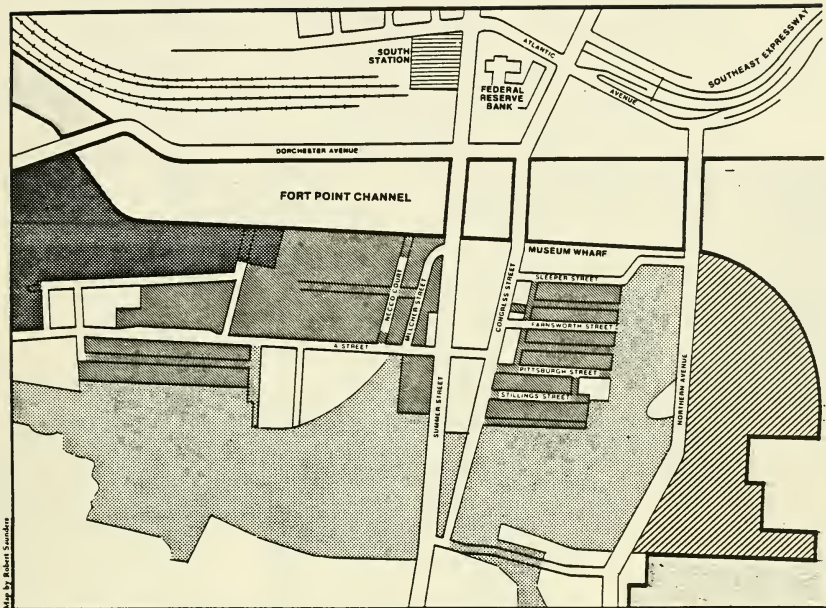 SOUTH
STATION
FEDERAL
RESERVE
BANK
ATLANTIC
AVENUE
SOUTHEAST EXPRESSWAY
DORCHESTER AVENUE
FORT POINT CHANNEL
MUSEUM WHARF
SLEEPER STREET
NECCO COURT
MELCHER STREET
CONGRESS STREET
FARNSWORTH STREET
A STREET
PITTSBURGH STREET
STILLINGS STREET
SUMMER STREET
NORTHERN AVENUE
Map by Robert Saunders